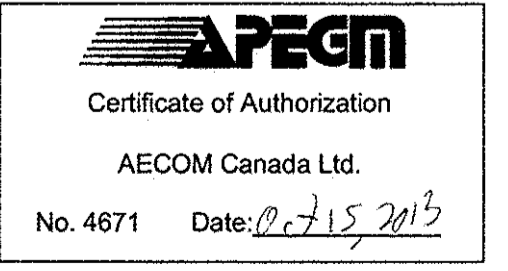 APEGM
Certificate of Authorization
AECOM Canada Ltd.
No. 4671 Date: Oct 15, 2013